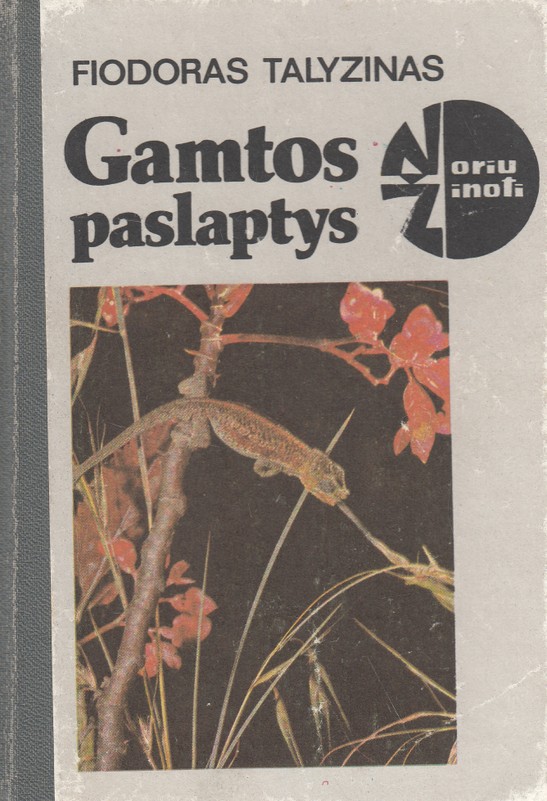 FIODORAS TALYZINAS
Gamtos
paslaptys
Noriu
Žinoti